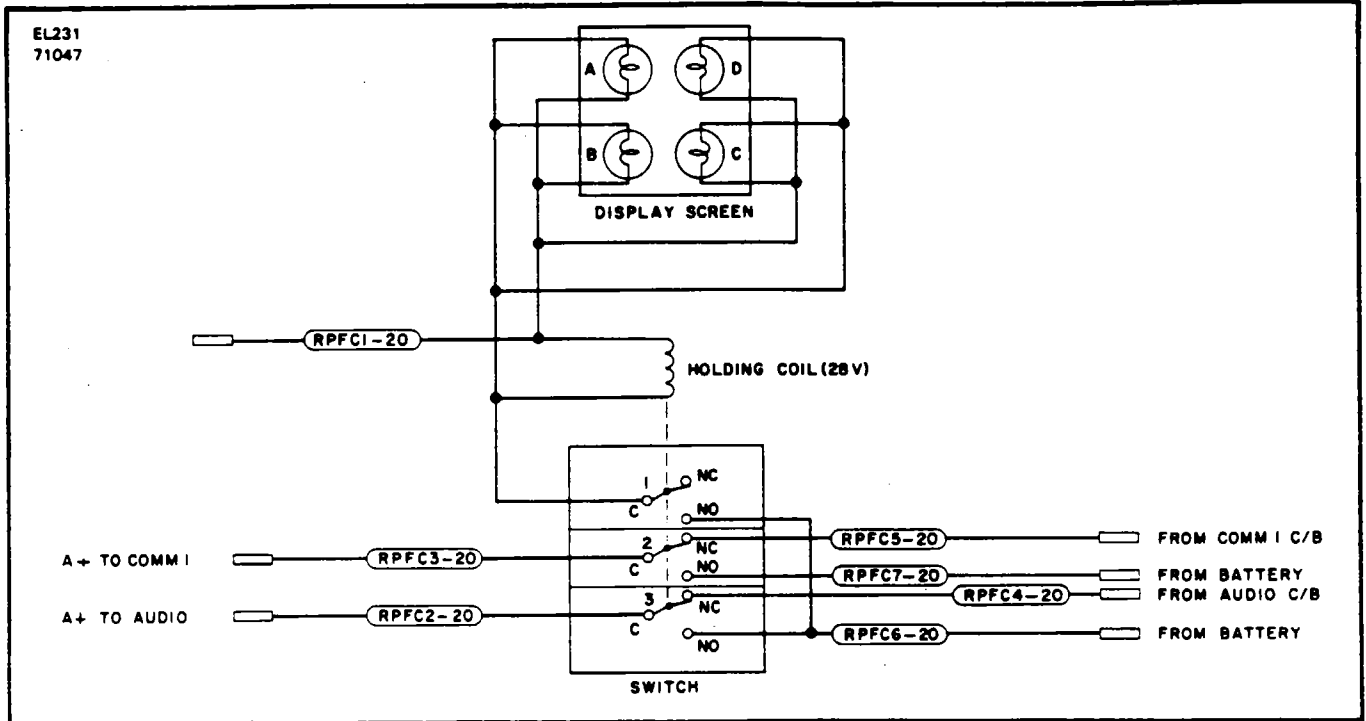 EL231
71047
A
D
B
C
DISPLAY SCREEN
RPFC1-20
HOLDING COIL (28V)
1
NC
C
NO
A+ TO COMM 1
RPFC3-20
2
C
NC
NO
RPFC5-20
FROM COMM 1 C/B
RPFC7-20
FROM BATTERY
A+ TO AUDIO
RPFC2-20
3
C
NC
NO
RPFC4-20
FROM AUDIO C/B
RPFC6-20
FROM BATTERY
SWITCH